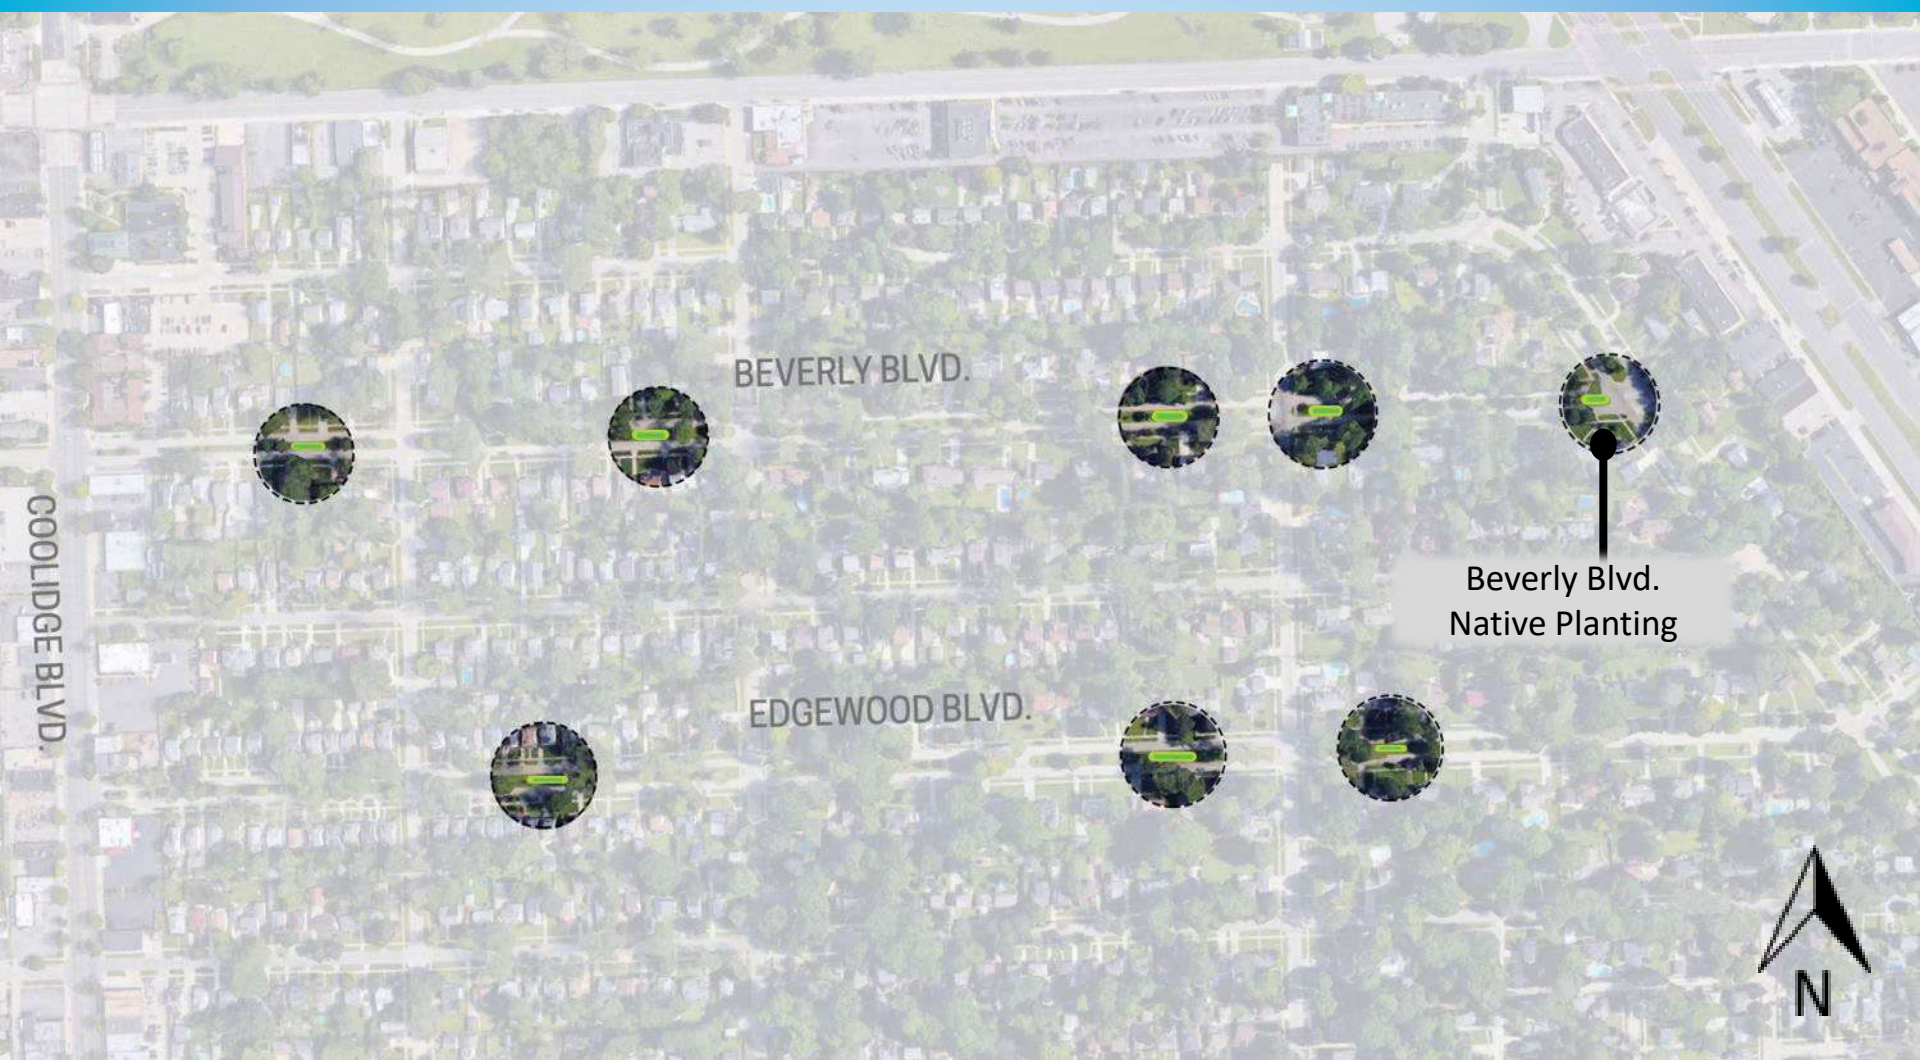 BEVERLY BLVD.
COOLIDGE BLVD.
Beverly Blvd.
Native Planting
EDGEWOOD BLVD.
N